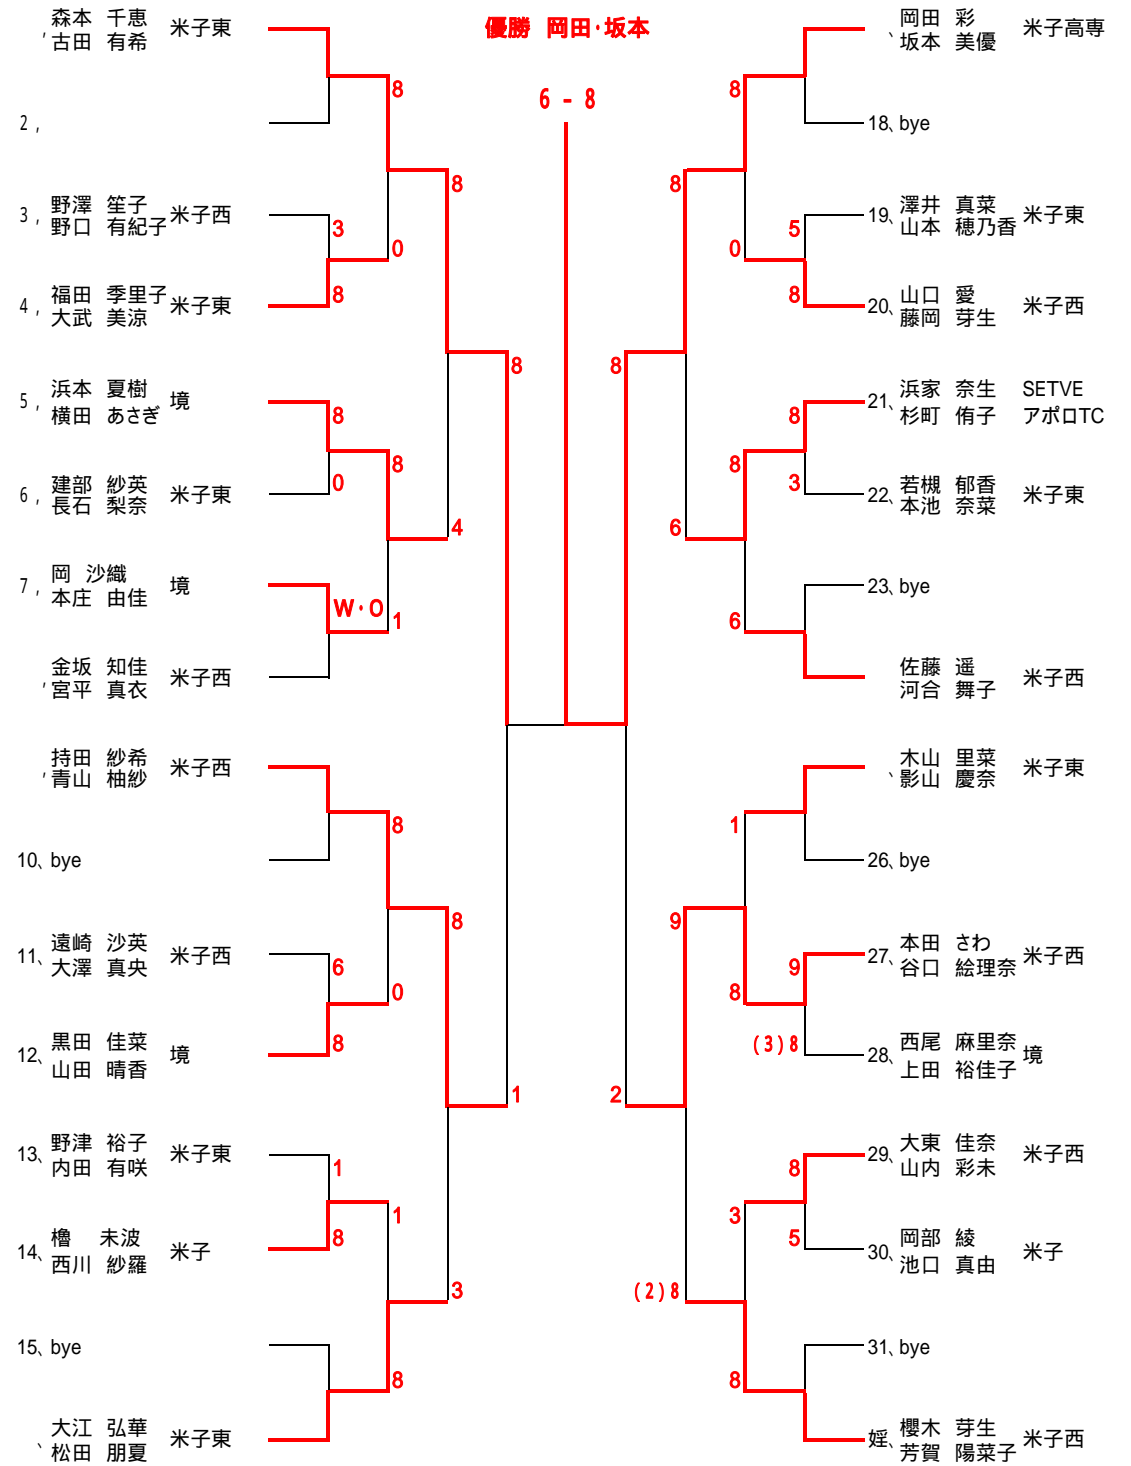 優勝 岡田･坂本
6 - 8
森本 千恵 米子東
, 古田 有希
2 ,
3 , 野澤 笙子 米子西
野口 有紀子
4 , 福田 季里子 米子東
大武 美涼
5 , 浜本 夏樹 境
横田 あさぎ
6 , 建部 紗英 米子東
長石 梨奈
7 , 岡 沙織 境
本庄 由佳
金坂 知佳 米子西
, 宮平 真衣
持田 紗希 米子西
, 青山 柚紗
10、bye
11、遠崎 沙英 米子西
大澤 真央
12、黒田 佳菜 境
山田 晴香
13、野津 裕子 米子東
内田 有咲
14、櫓 未波 米子
西川 紗羅
15、bye
大江 弘華 米子東
、松田 朋夏
8
3
0
8
8
8
8
0
8
4
W･O
1
8
8
6
0
8
1
1
1
8
3
8
岡田 彩 米子高専
、坂本 美優
18、bye
19、澤井 真菜 米子東
山本 穂乃香
20、山口 愛 米子西
藤岡 芽生
21、浜家 奈生 SETVE
杉町 侑子 アポロTC
22、若槻 郁香 米子東
本池 奈菜
23、bye
佐藤 遥 米子西
河合 舞子
木山 里菜 米子東
、影山 慶奈
26、bye
27、本田 さわ 米子西
谷口 絵理奈
28、西尾 麻里奈 境
上田 裕佳子
29、大東 佳奈 米子西
山内 彩未
30、岡部 綾 米子
池口 真由
31、bye
婬、櫻木 芽生 米子西
芳賀 陽菜子
8
8
5
0
8
8
8
8
3
6
6
1
9
9
8
(3)8
2
8
3
5
(2)8
8